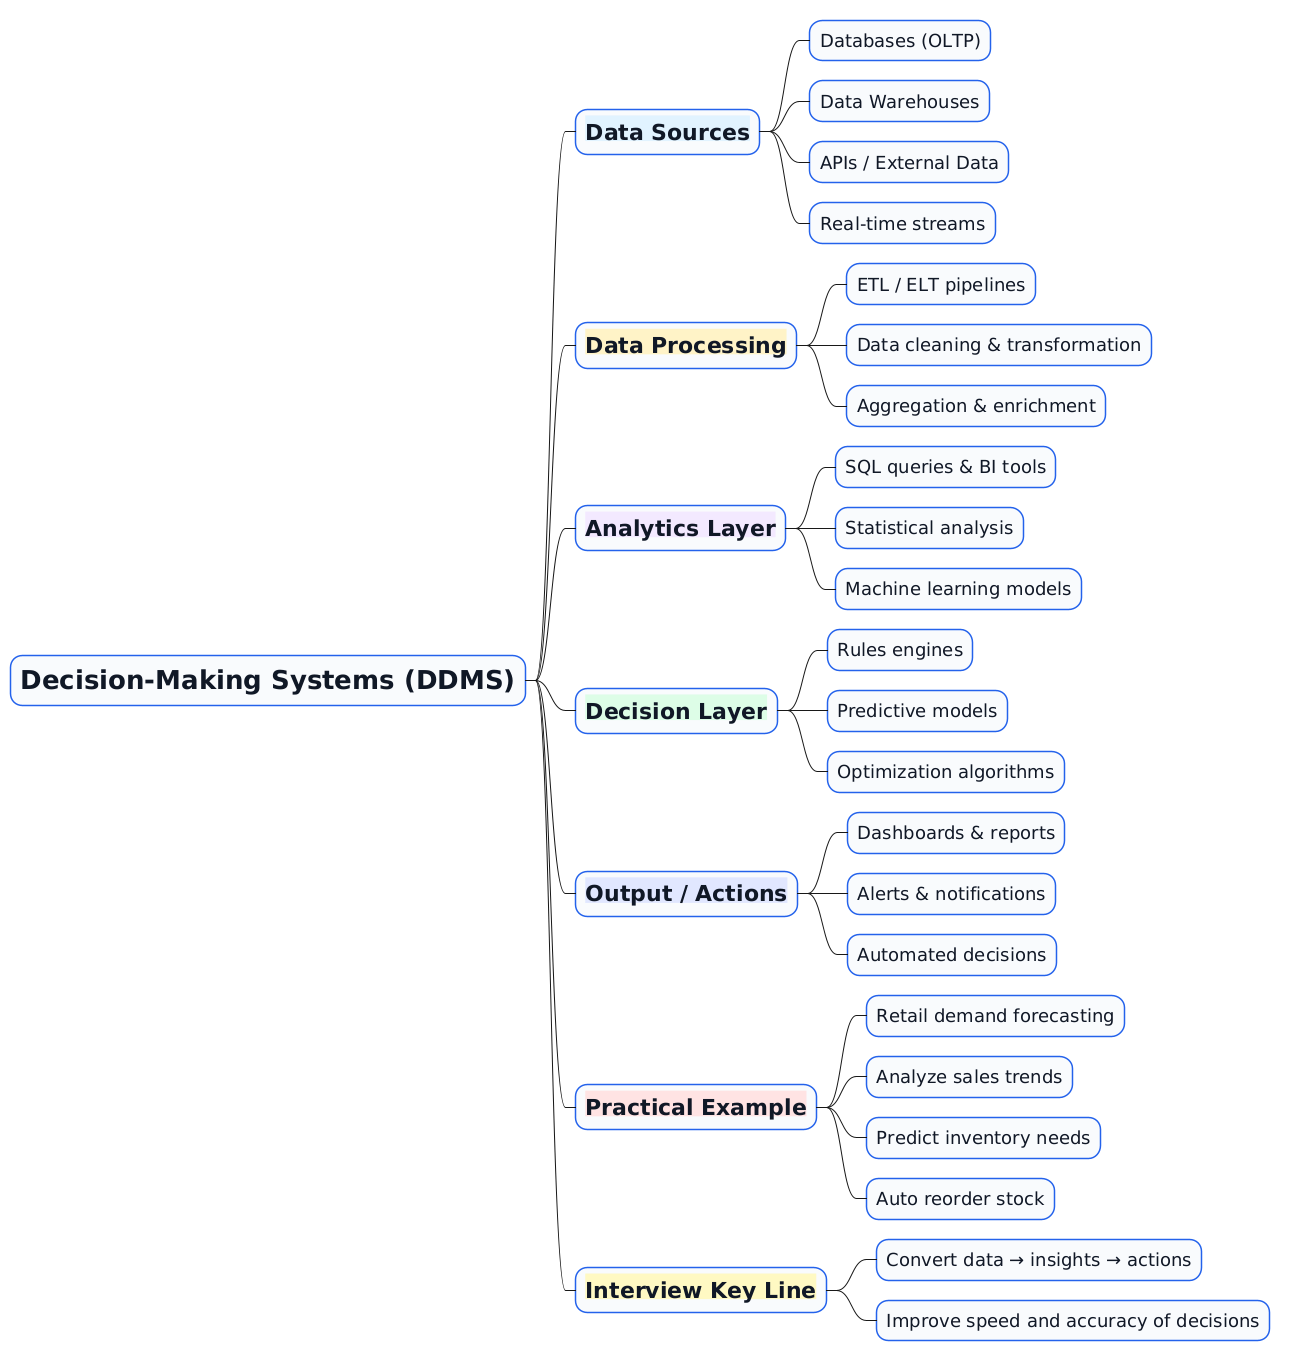 Decision-Making Systems (DDMS)
Data Sources
Databases (OLTP)
Data Warehouses
APIs / External Data
Real-time streams
Data Processing
ETL / ELT pipelines
Data cleaning & transformation
Aggregation & enrichment
Analytics Layer
SQL queries & BI tools
Statistical analysis
Machine learning models
Decision Layer
Rules engines
Predictive models
Optimization algorithms
Output / Actions
Dashboards & reports
Alerts & notifications
Automated decisions
Practical Example
Retail demand forecasting
Analyze sales trends
Predict inventory needs
Auto reorder stock
Interview Key Line
Convert data → insights → actions
Improve speed and accuracy of decisions